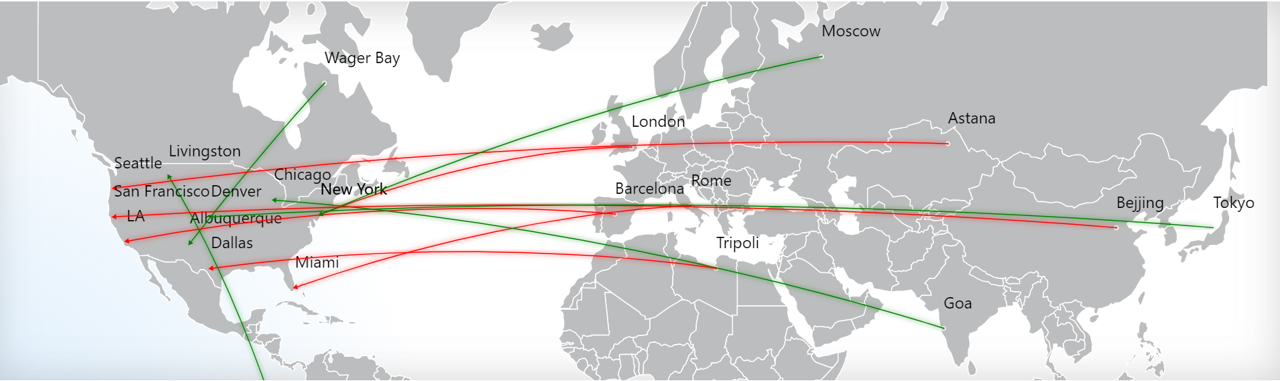 Moscow
Wager Bay
Astana
London
Livingston
Seattle
Chicago
Rome
Barcelona
New York
San Francisco
Denver
Bejjing
Tokyo
LA
Albuquerque
Dallas
Tripoli
Miami
Goa